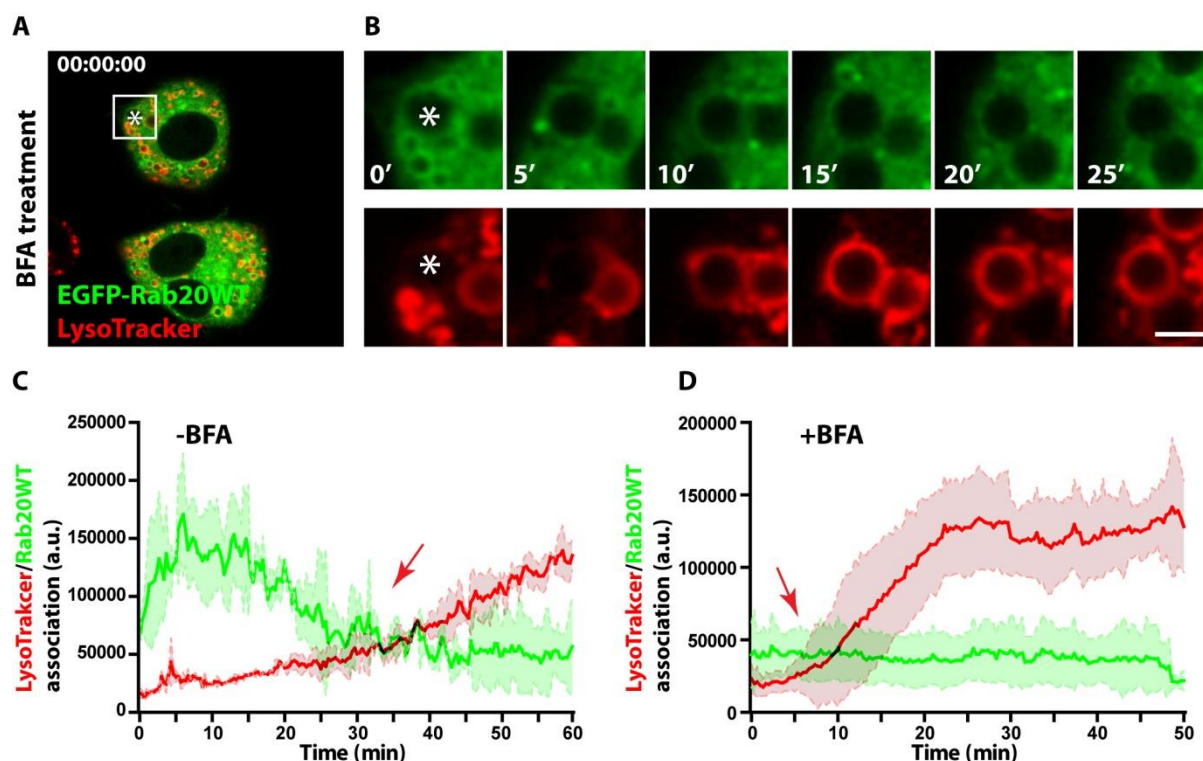 A
BFA treatment
00:00:00
*
EGFP-Rab20WT
LysoTracker
B
*
0’
5’
10’
15’
20’
25’
*
C
-BFA
LysoTrakcer/Rab20WT
association (a.u.)
250000
200000
150000
100000
50000
0
0
10
20
30
40
50
60
Time (min)
D
+BFA
LysoTrakcer/Rab20WT
association (a.u.)
200000
150000
100000
50000
0
0
10
20
30
40
50
Time (min)